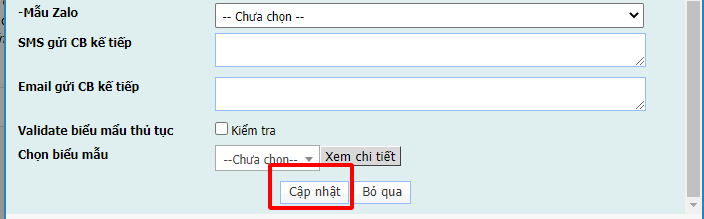 -Mẫu Zalo
-- Chưa chọn --
SMS gửi CB kế tiếp
Email gửi CB kế tiếp
Validate biểu mẩu thủ tục
Kiểm tra
Chọn biểu mẫu
--Chưa chọn--
Xem chi tiết
Cập nhật
Bỏ qua